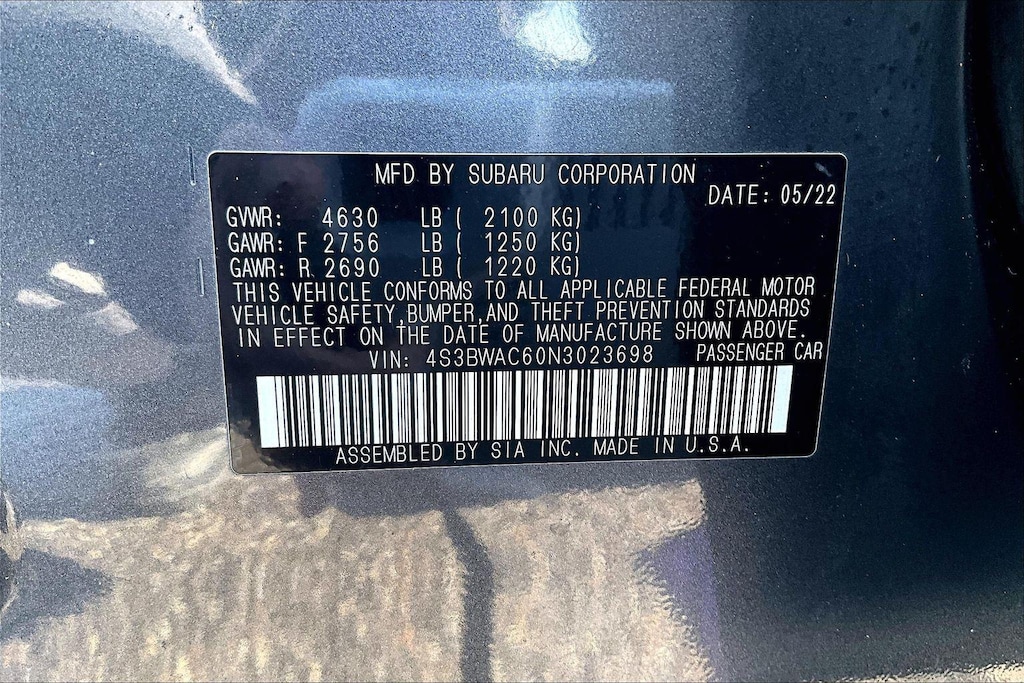 MFD BY SUBARU CORPORATION
DATE: 05/22
GVWR: 4630 LB ( 2100 KG)
GAWR: F 2756 LB ( 1250 KG)
GAWR: R 2690 LB ( 1220 KG)
THIS VEHICLE CONFORMS TO ALL APPLICABLE FEDERAL MOTOR
VEHICLE SAFETY,BUMPER,AND THEFT PREVENTION STANDARDS
IN EFFECT ON THE DATE OF MANUFACTURE SHOWN ABOVE.
VIN: 4S3BWAC60N3023698 PASSENGER CAR
ASSEMBLED BY SIA INC. MADE IN U.S.A.